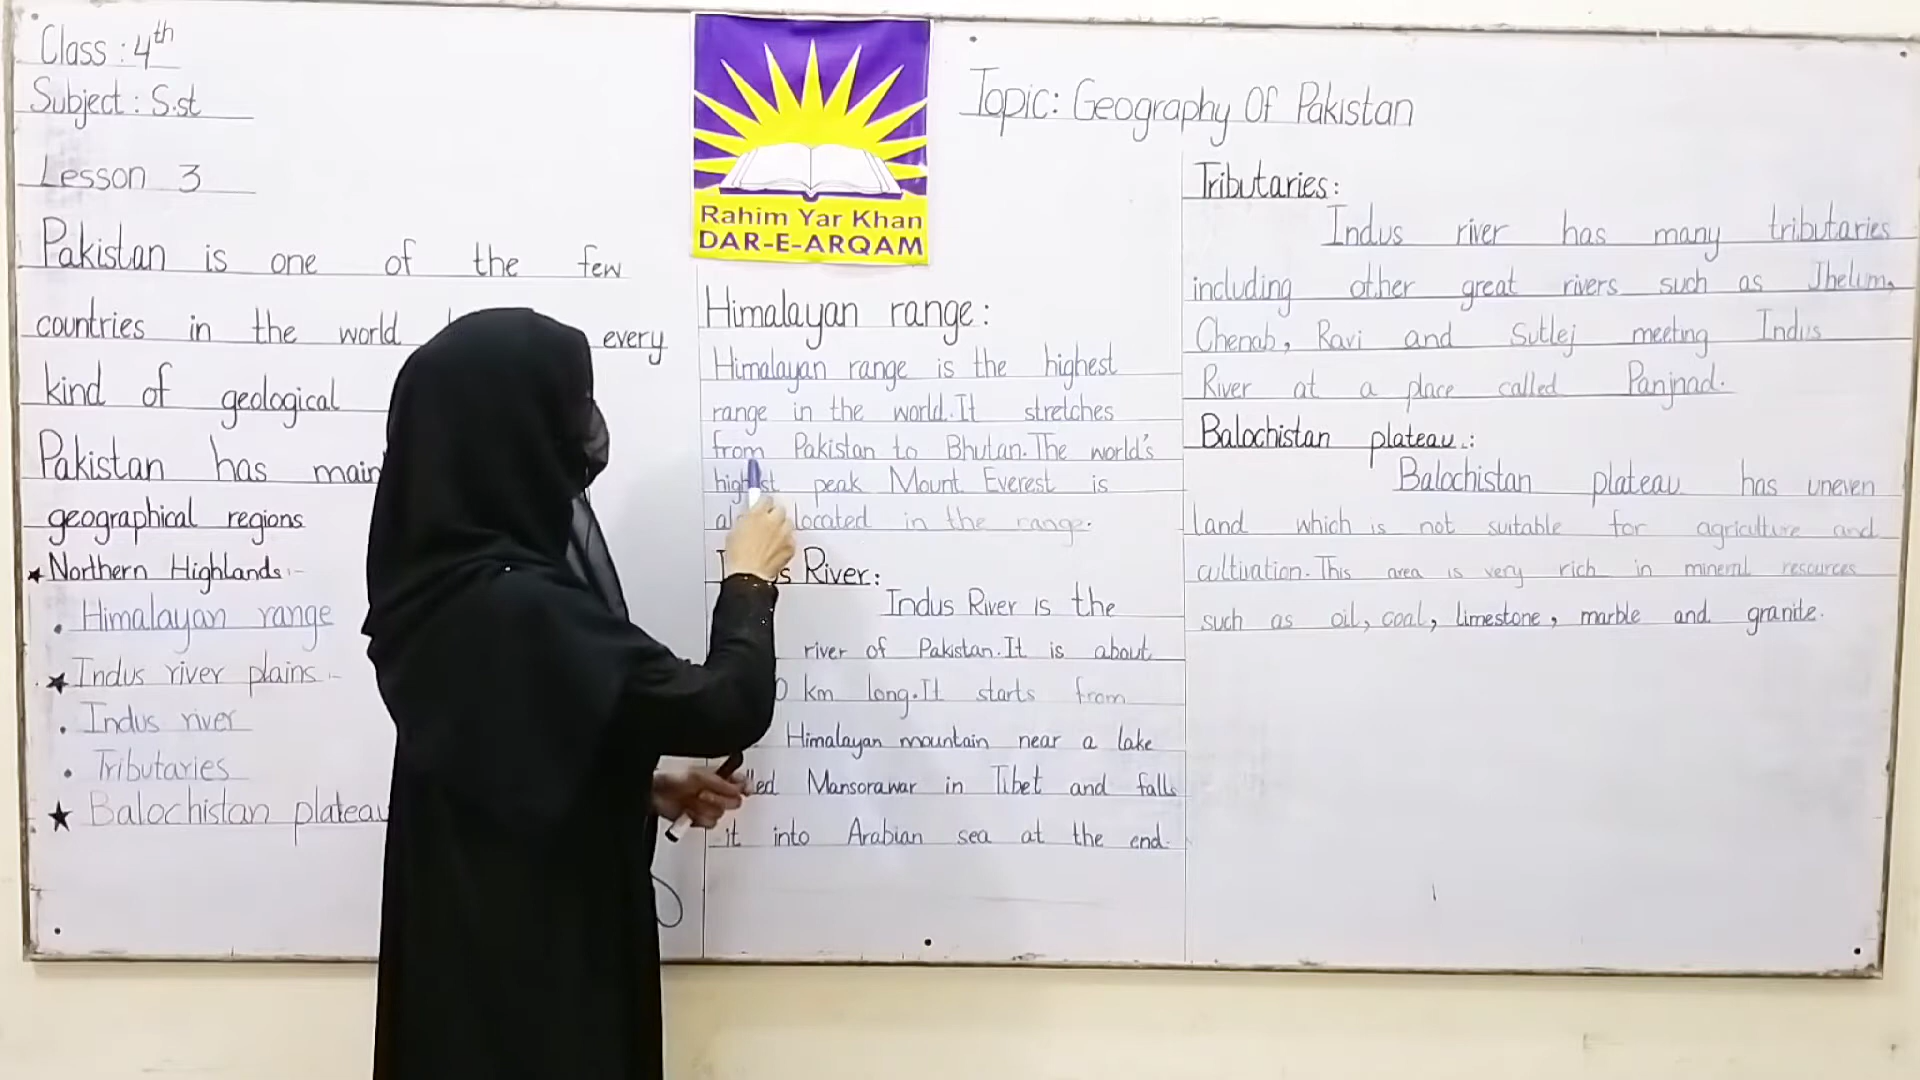 Class : 4th
Subject : S.st
Lesson 3
Pakistan is one of the few
countries in the world every
kind of geological
Pakistan has
geographical regions
★ Northern Highlands:-
• Himalayan range
★ Indus river plains:-
• Indus river
• Tributaries
★ Balochistan plateau
Rahim Yar Khan
DAR-E-ARQAM
Himalayan range:
Himalayan range is the highest
range in the world.It stretches
from Pakistan to Bhutan.The world's
highest peak Mount Everest is
located in the range.
River:
Indus River is the
river of Pakistan.It is about
km long.It starts from
Himalayan mountain near a lake
Mansorawar in Tibet and falls
it into Arabian sea at the end.
Topic: Geography Of Pakistan
Tributaries:
Indus river has many tributaries
including other great rivers such as Jhelum,
Chenab, Ravi and Sutlej meeting Indus
River at a place called Panjnad.
Balochistan plateau.:
Balochistan plateau has uneven
land which is not suitable for agriculture and
cultivation. This area is very rich in mineral resources
such as oil, coal, limestone, marble and granite.